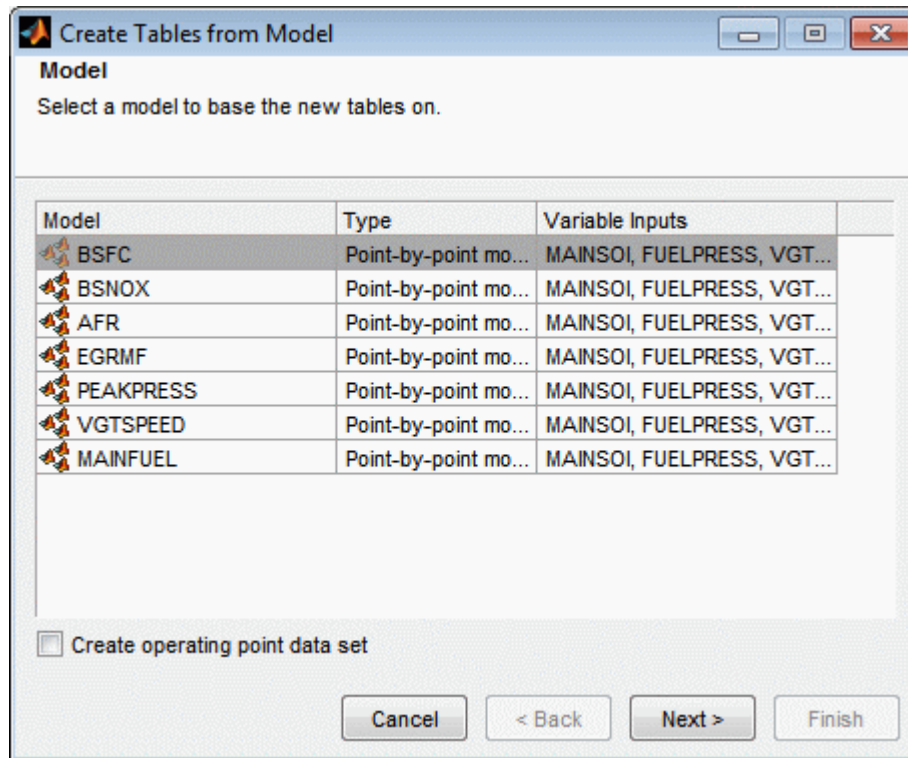 Create Tables from Model
Model
Select a model to base the new tables on.
Model Type Variable Inputs
BSFC Point-by-point mo... MAINSOI, FUELPRESS, VGT...
BSNOX Point-by-point mo... MAINSOI, FUELPRESS, VGT...
AFR Point-by-point mo... MAINSOI, FUELPRESS, VGT...
EGRMF Point-by-point mo... MAINSOI, FUELPRESS, VGT...
PEAKPRESS Point-by-point mo... MAINSOI, FUELPRESS, VGT...
VGTSPEED Point-by-point mo... MAINSOI, FUELPRESS, VGT...
MAINFUEL Point-by-point mo... MAINSOI, FUELPRESS, VGT...
Create operating point data set
Cancel < Back Next > Finish